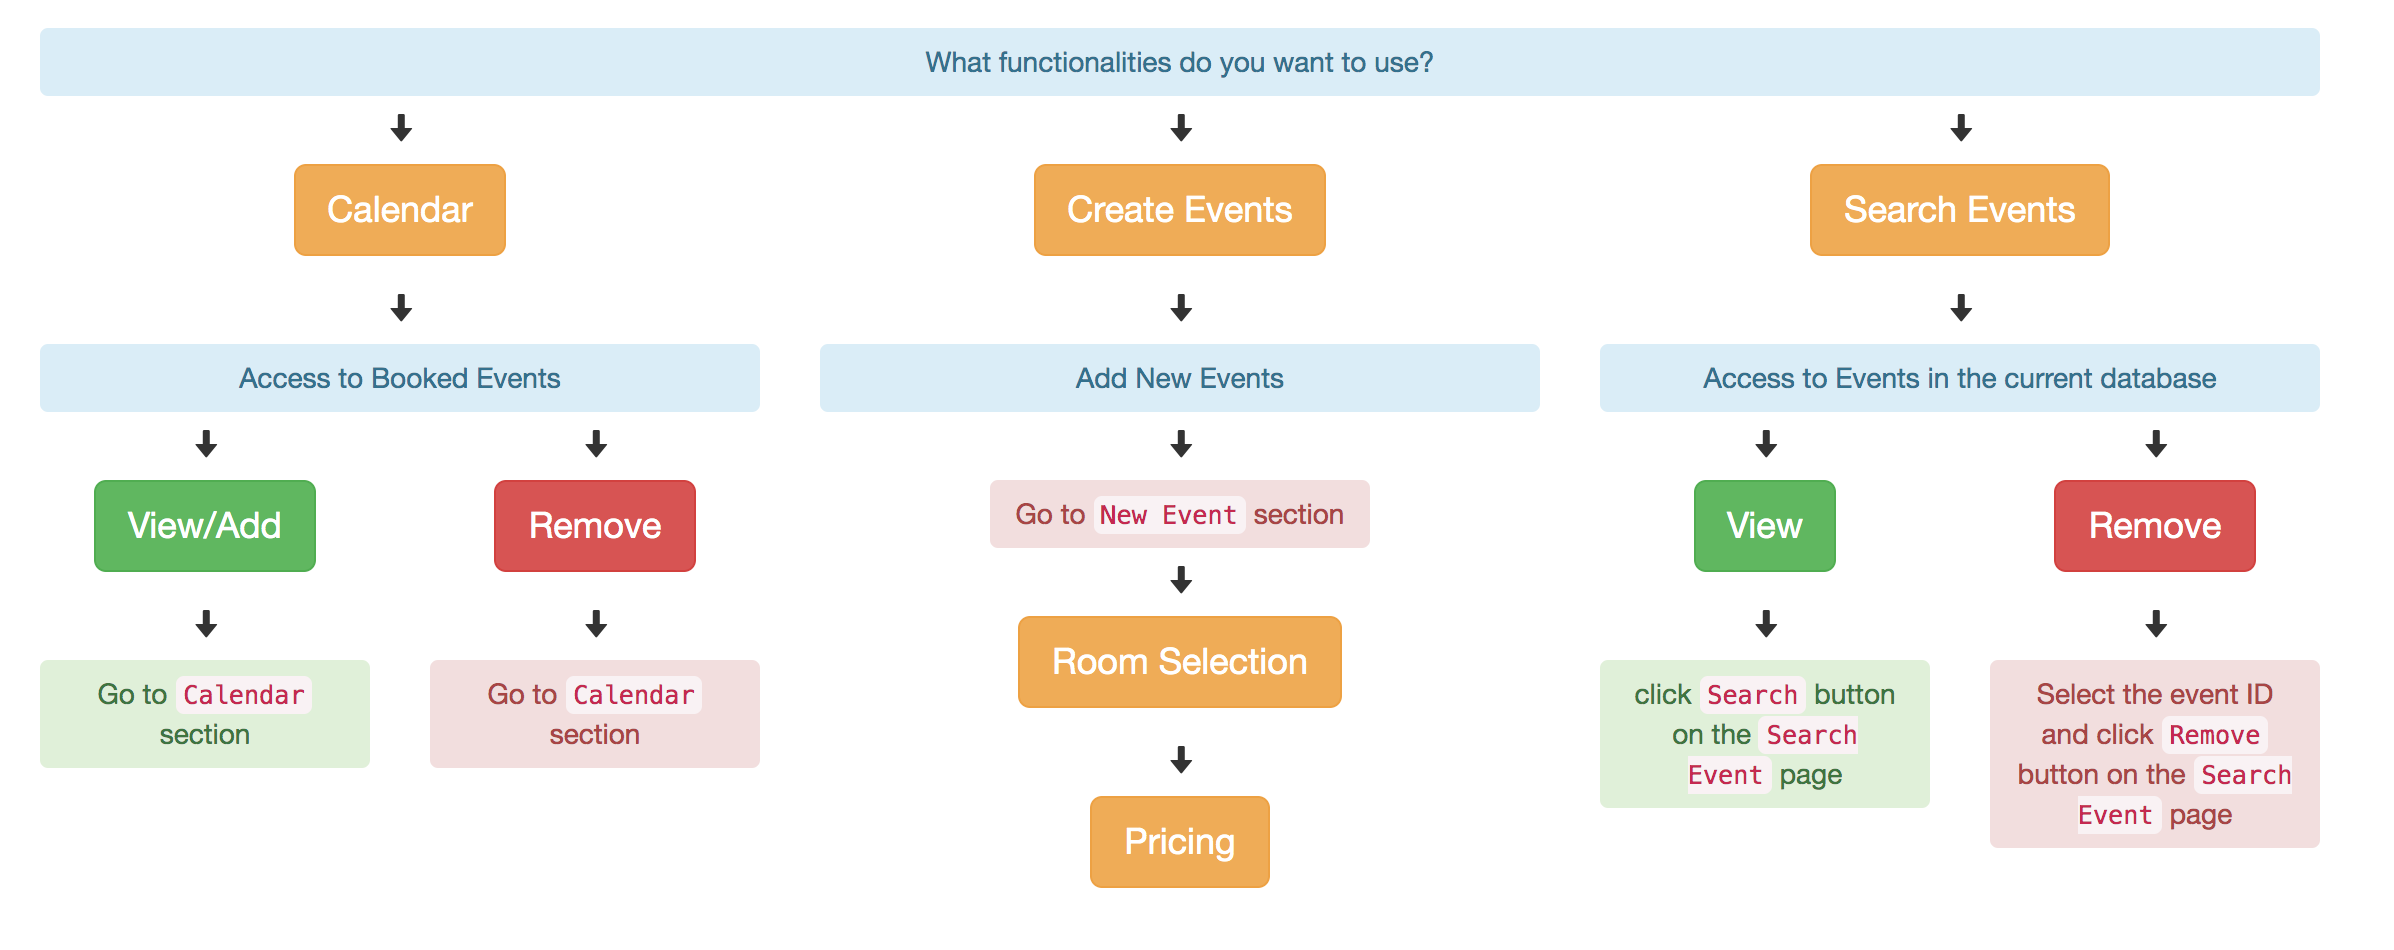 What functionalities do you want to use?
Calendar
Create Events
Search Events
Access to Booked Events
Add New Events
Access to Events in the current database
View/Add
Remove
Go to New Event section
View
Remove
Room Selection
Go to Calendar
section
Go to Calendar
section
click Search button
on the Search
Event page
Select the event ID
and click Remove
button on the Search
Event page
Pricing